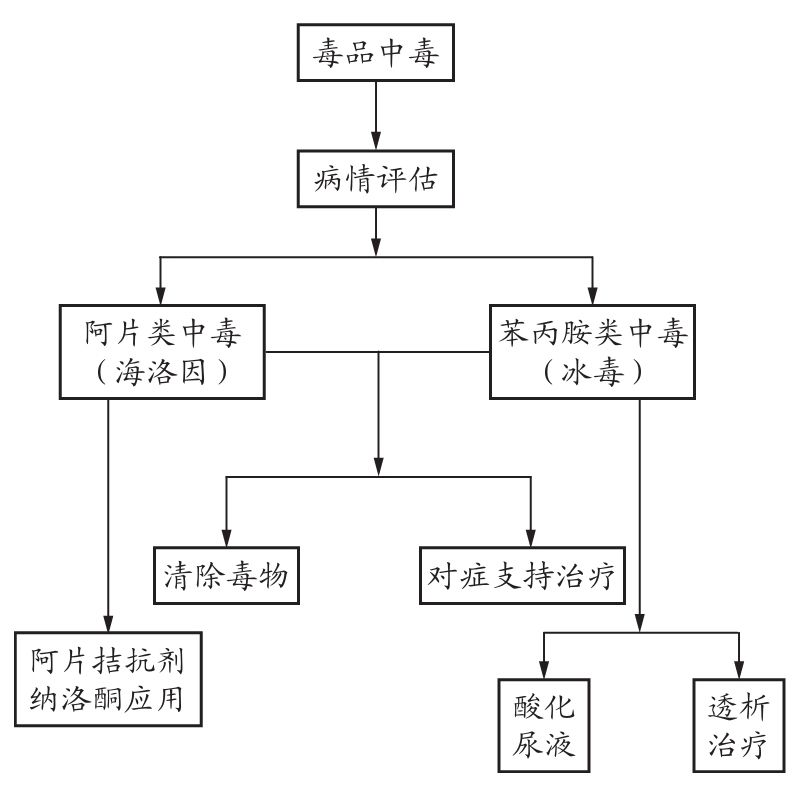 毒品中毒
病情评估
阿片类中毒
（海洛因）
苯丙胺类中毒
（冰毒）
清除毒物
对症支持治疗
阿片拮抗剂
纳洛酮应用
酸化
尿液
透析
治疗